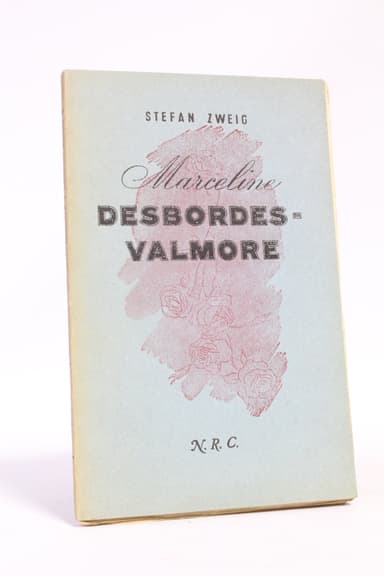 STEFAN ZWEIG
Marceline
DESBORDES-
VALMORE
N. R. C.